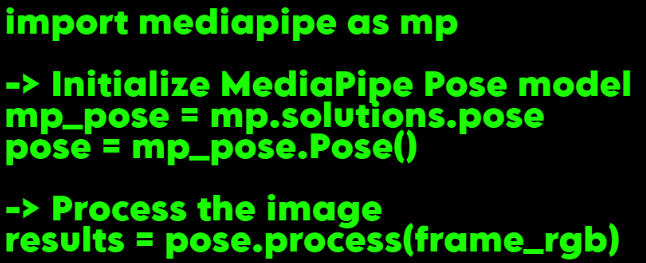 import mediapipe as mp
-> Initialize MediaPipe Pose model
mp_pose = mp.solutions.pose
pose = mp_pose.Pose()
-> Process the image
results = pose.process(frame_rgb)